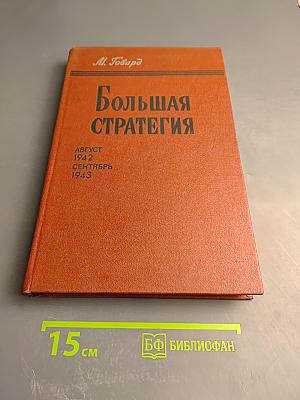 М. Говард
БОЛЬШАЯ
СТРАТЕГИЯ
АВГУСТ
1942
СЕНТЯБРЬ
1943
15 см
БФ БИБЛИОФАН